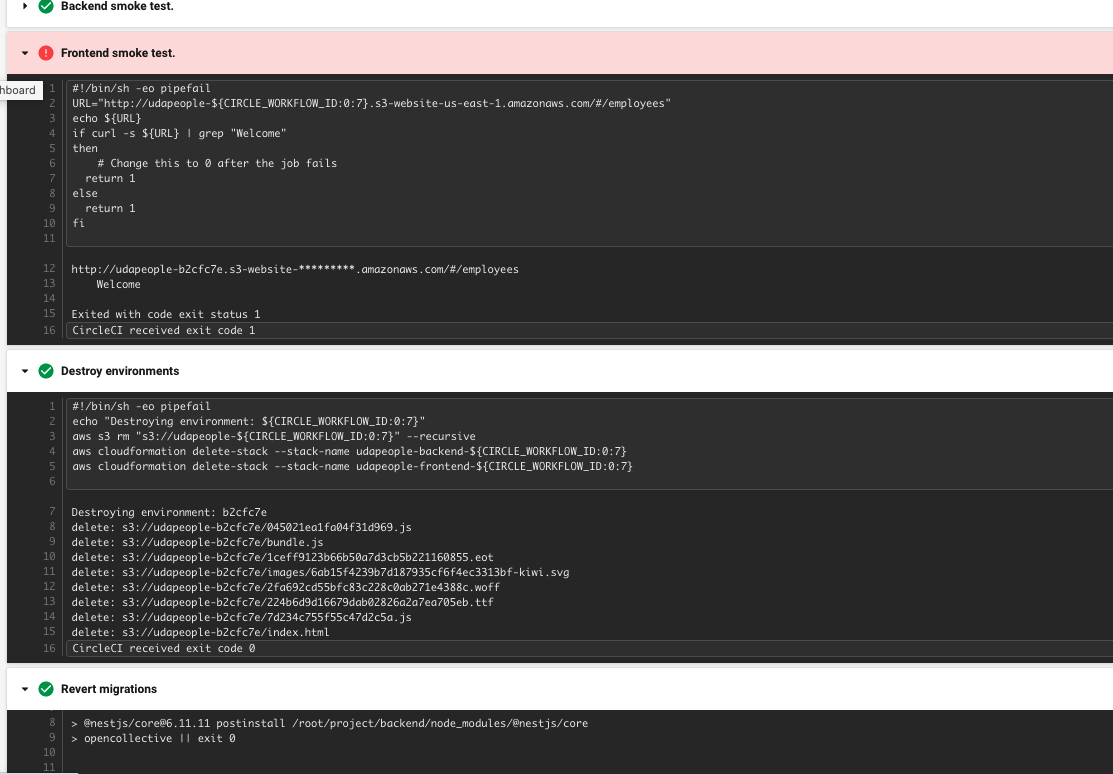 Backend smoke test.
Frontend smoke test.
hboard
1 #!/bin/sh -eo pipefail
2 URL="http://udapeople-${CIRCLE_WORKFLOW_ID:0:7}.s3-website-us-east-1.amazonaws.com/#/employees"
3 echo ${URL}
4 if curl -s ${URL} | grep "Welcome"
5 then
6     # Change this to 0 after the job fails
7   return 1
8 else
9   return 1
10 fi
11
12 http://udapeople-b2cfc7e.s3-website-*********.amazonaws.com/#/employees
13     Welcome
14
15 Exited with code exit status 1
16 CircleCI received exit code 1
Destroy environments
1 #!/bin/sh -eo pipefail
2 echo "Destroying environment: ${CIRCLE_WORKFLOW_ID:0:7}"
3 aws s3 rm "s3://udapeople-${CIRCLE_WORKFLOW_ID:0:7}" --recursive
4 aws cloudformation delete-stack --stack-name udapeople-backend-${CIRCLE_WORKFLOW_ID:0:7}
5 aws cloudformation delete-stack --stack-name udapeople-frontend-${CIRCLE_WORKFLOW_ID:0:7}
6
7 Destroying environment: b2cfc7e
8 delete: s3://udapeople-b2cfc7e/045021ea1fa04f31d969.js
9 delete: s3://udapeople-b2cfc7e/bundle.js
10 delete: s3://udapeople-b2cfc7e/1ceff9123b66b50a7d3cb5b221160855.eot
11 delete: s3://udapeople-b2cfc7e/images/6ab15f4239b7d187935cf6f4ec3313bf-kiwi.svg
12 delete: s3://udapeople-b2cfc7e/2fa692cd55bfc83c228c0ab271e4388c.woff
13 delete: s3://udapeople-b2cfc7e/224b6d9d16679dab02826a2a7ea705eb.ttf
14 delete: s3://udapeople-b2cfc7e/7d234c755f55c47d2c5a.js
15 delete: s3://udapeople-b2cfc7e/index.html
16 CircleCI received exit code 0
Revert migrations
8 > @nestjs/core@6.11.11 postinstall /root/project/backend/node_modules/@nestjs/core
9 > opencollective || exit 0
10
11